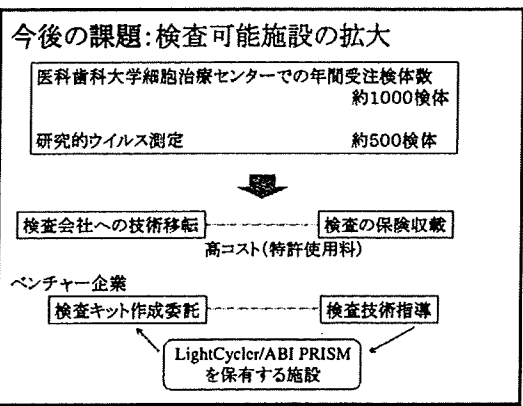 今後の課題:検査可能施設の拡大
医科歯科大学細胞治療センターでの年間受注検体数
約1000検体
研究的ウイルス測定 約500検体
検査会社への技術移転 検査の保険収載
高コスト(特許使用料)
ベンチャー企業
検査キット作成委託 検査技術指導
LightCycler/ABI PRISM
を保有する施設